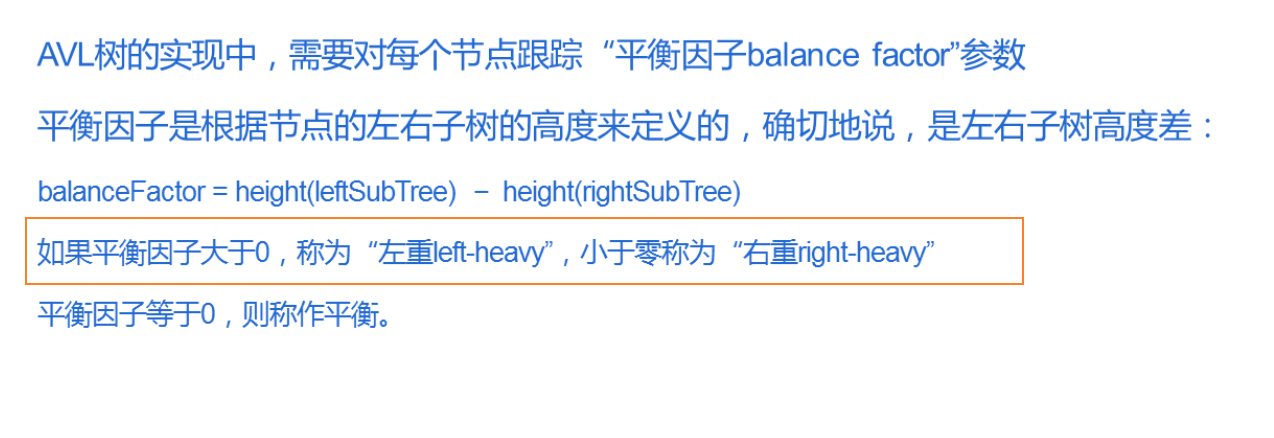 AVL树的实现中，需要对每个节点跟踪“平衡因子balance factor”参数
平衡因子是根据节点的左右子树的高度来定义的，确切地说，是左右子树高度差：
balanceFactor = height(leftSubTree) － height(rightSubTree)
如果平衡因子大于0，称为“左重left-heavy”，小于零称为“右重right-heavy”
平衡因子等于0，则称作平衡。